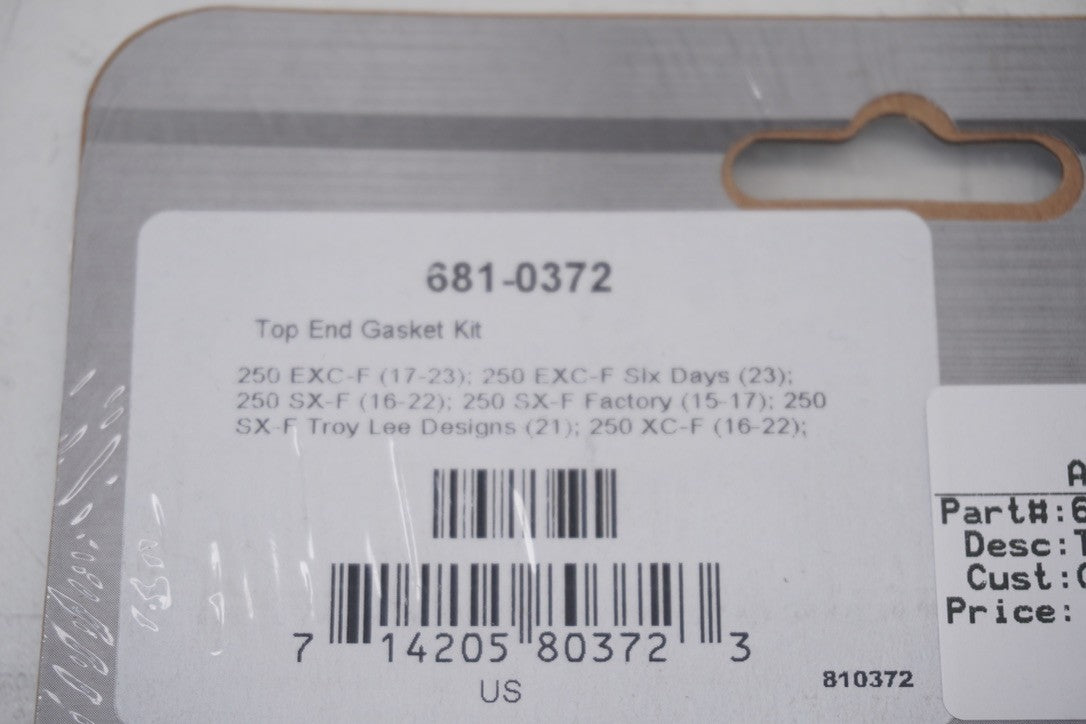 681-0372
Top End Gasket Kit
250 EXC-F (17-23); 250 EXC-F Six Days (23);
250 SX-F (16-22); 250 SX-F Factory (15-17); 250
SX-F Troy Lee Designs (21); 250 XC-F (16-22);
7 14205 80372 3
US
810372
A
Part#:6
Desc:T
Cust:
Price: